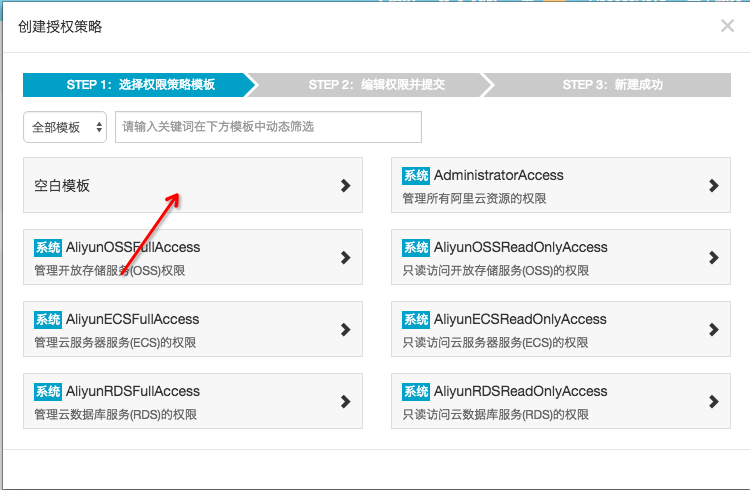 创建授权策略
STEP 1：选择权限策略模板
STEP 2：编辑权限并提交
STEP 3：新建成功
全部模板
请输入关键词在下方模板中动态筛选
空白模板
系统 AdministratorAccess
管理所有阿里云资源的权限
系统 AliyunOSSFullAccess
管理开放存储服务(OSS)权限
系统 AliyunOSSReadOnlyAccess
只读访问开放存储服务(OSS)的权限
系统 AliyunECSFullAccess
管理云服务器服务(ECS)的权限
系统 AliyunECSReadOnlyAccess
只读访问云服务器服务(ECS)的权限
系统 AliyunRDSFullAccess
管理云数据库服务(RDS)的权限
系统 AliyunRDSReadOnlyAccess
只读访问云数据库服务(RDS)的权限